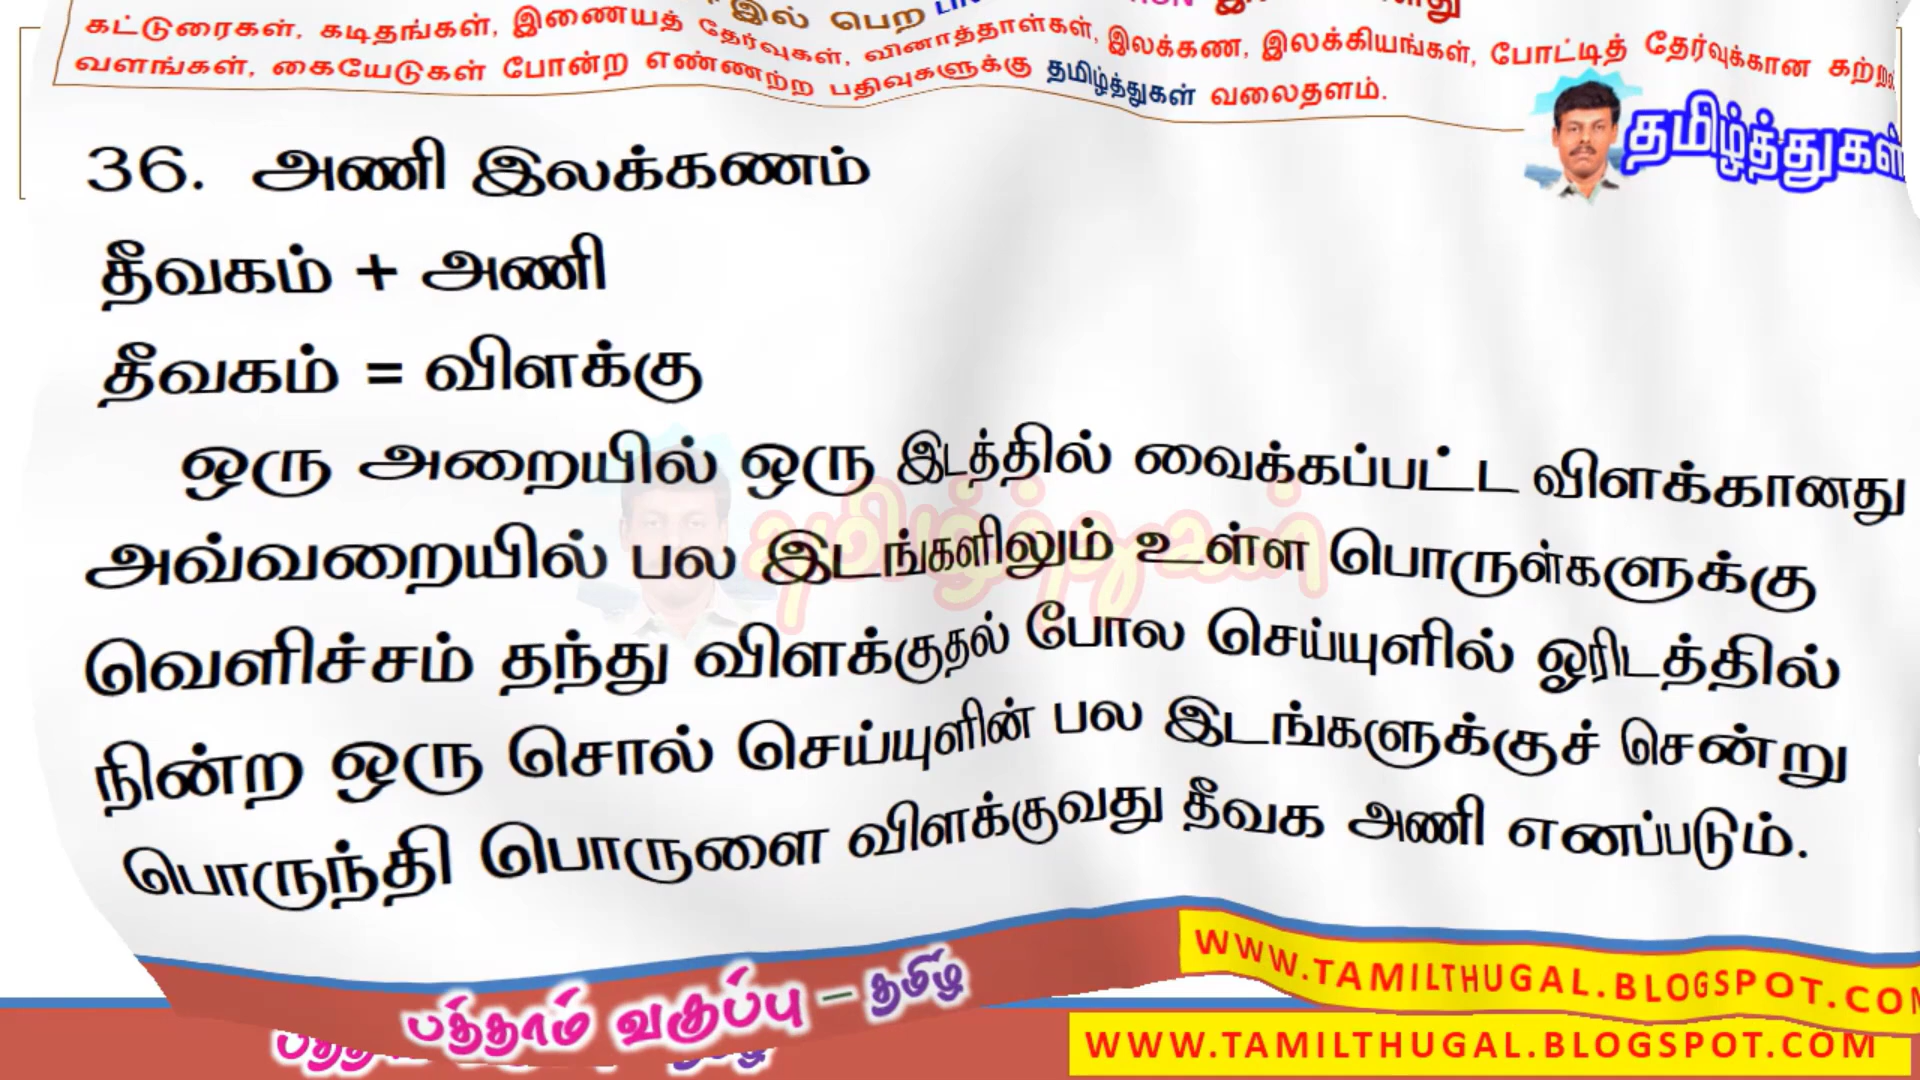 இல் பெற
கட்டுரைகள், கடிதங்கள், இணையத் தேர்வுகள், வினாத்தாள்கள், இலக்கண, இலக்கியங்கள், போட்டித் தேர்வுக்கான
வளங்கள், கையேடுகள் போன்ற எண்ணற்ற பதிவுகளுக்கு தமிழ்த்துகள் வலைதளம்.
தமிழ்த்துகள்
36. அணி இலக்கணம்
தீவகம் + அணி
தீவகம் = விளக்கு
ஒரு அறையில் ஒரு இடத்தில் வைக்கப்பட்ட விளக்கானது
அவ்வறையில் பல இடங்களிலும் உள்ள பொருள்களுக்கு
வெளிச்சம் தந்து விளக்குதல் போல செய்யுளில் ஓரிடத்தில்
நின்ற ஒரு சொல் செய்யுளின் பல இடங்களுக்குச் சென்று
பொருந்தி பொருளை விளக்குவது தீவக அணி எனப்படும்.
தமிழ்த்துகள்
WWW.TAMILTHUGAL.BLOGSPOT.COM
பத்தாம் வகுப்பு – தமிழ்
WWW.TAMILTHUGAL.BLOGSPOT.COM